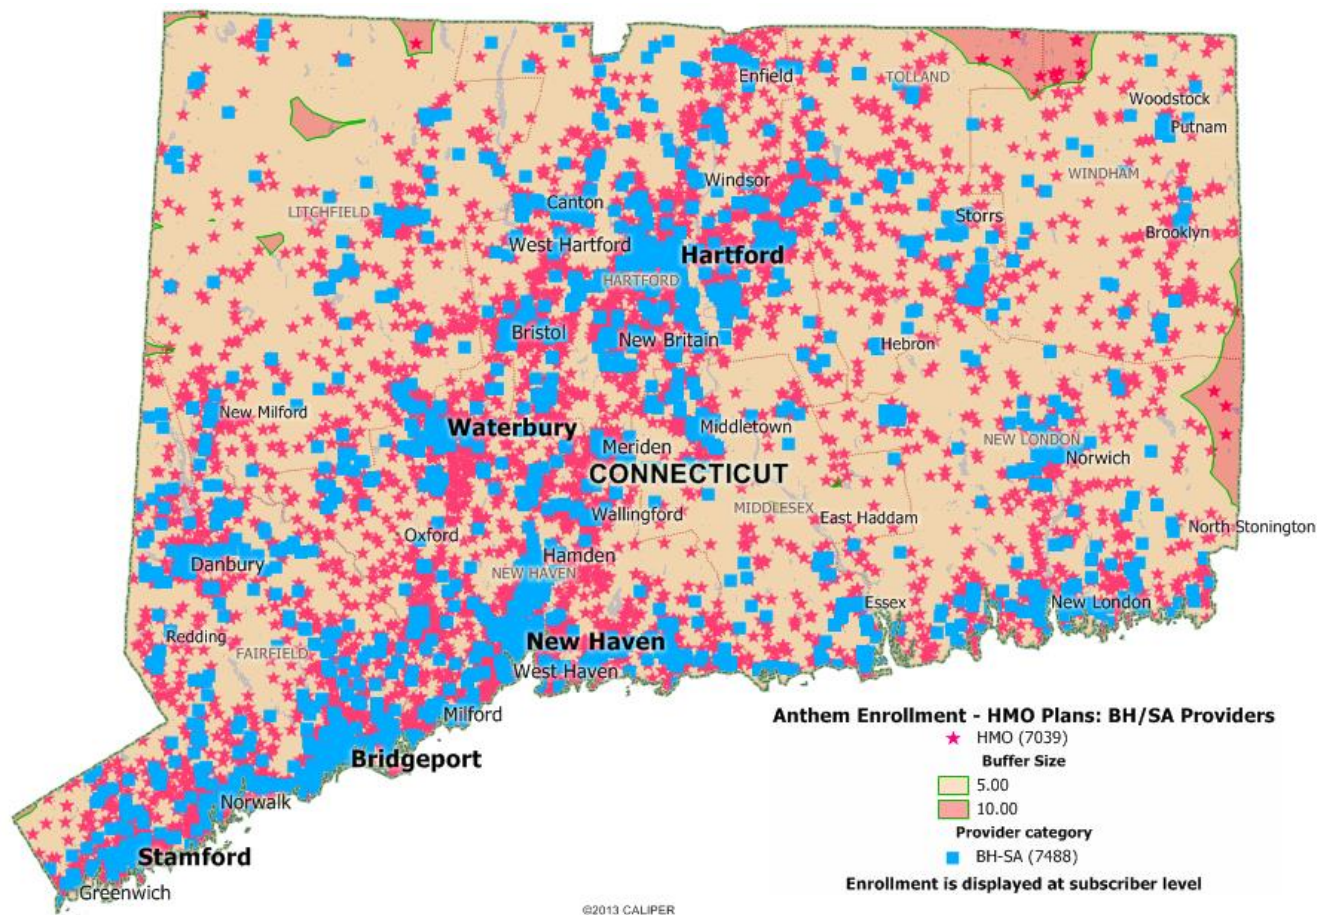 Enfield
TOLLAND
Woodstock
Putnam
WINDHAM
Windsor
Canton
LITCHFIELD
Storrs
Brooklyn
West Hartford
Hartford
HARTFORD
Bristol
New Britain
Hebron
New Milford
Waterbury
Middletown
Meriden
NEW LONDON
Norwich
CONNECTICUT
MIDDLESEX
East Haddam
Wallingford
North Stonington
Oxford
Hamden
Danbury
NEW HAVEN
Essex
New London
Redding
FAIRFIELD
New Haven
West Haven
Milford
Bridgeport
Norwalk
Stamford
Greenwich
Anthem Enrollment - HMO Plans: BH/SA Providers
HMO (7039)
Buffer Size
5.00
10.00
Provider category
BH-SA (7488)
Enrollment is displayed at subscriber level
©2013 CALIPER